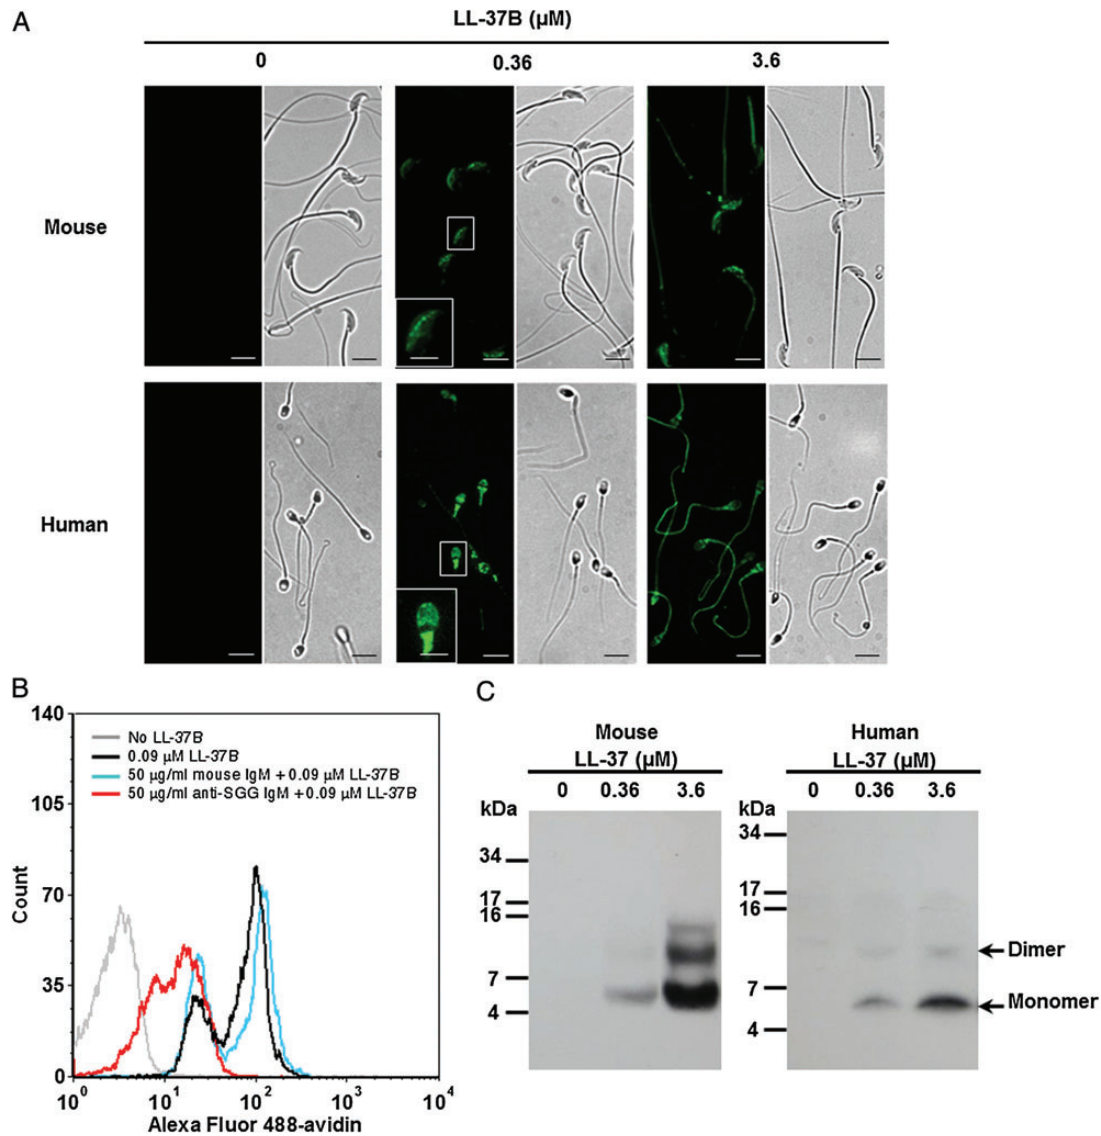 A
LL-37B (µM)
0 0.36 3.6
Mouse
Human
B
140
105
70
35
0
Count
No LL-37B
0.09 µM LL-37B
50 µg/ml mouse IgM + 0.09 µM LL-37B
50 µg/ml anti-SGG IgM + 0.09 µM LL-37B
10^0 10^1 10^2 10^3 10^4
Alexa Fluor 488-avidin
C
Mouse
LL-37 (µM)
0 0.36 3.6
kDa
34
17
16
7
4
Human
LL-37 (µM)
0 0.36 3.6
kDa
34
17
16
7
4
Dimer
Monomer